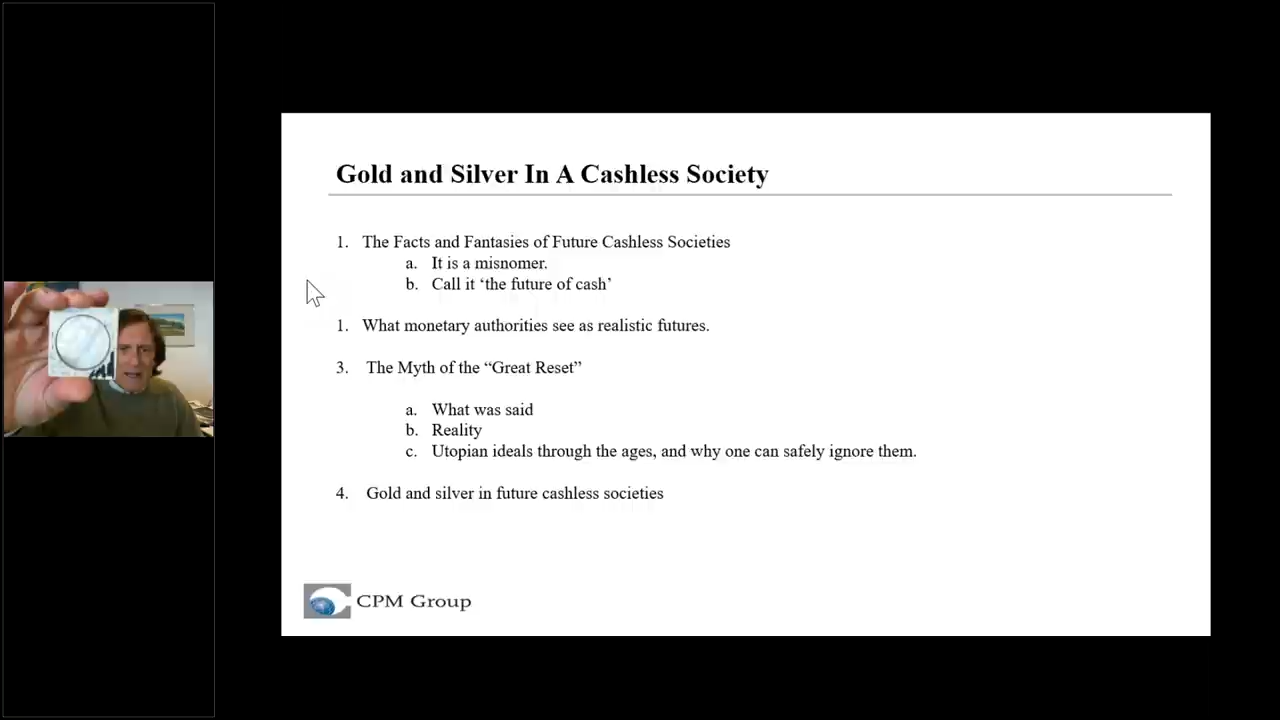 Gold and Silver In A Cashless Society
1. The Facts and Fantasies of Future Cashless Societies
a. It is a misnomer.
b. Call it ‘the future of cash’
1. What monetary authorities see as realistic futures.
3. The Myth of the “Great Reset”
a. What was said
b. Reality
c. Utopian ideals through the ages, and why one can safely ignore them.
4. Gold and silver in future cashless societies
CPM Group